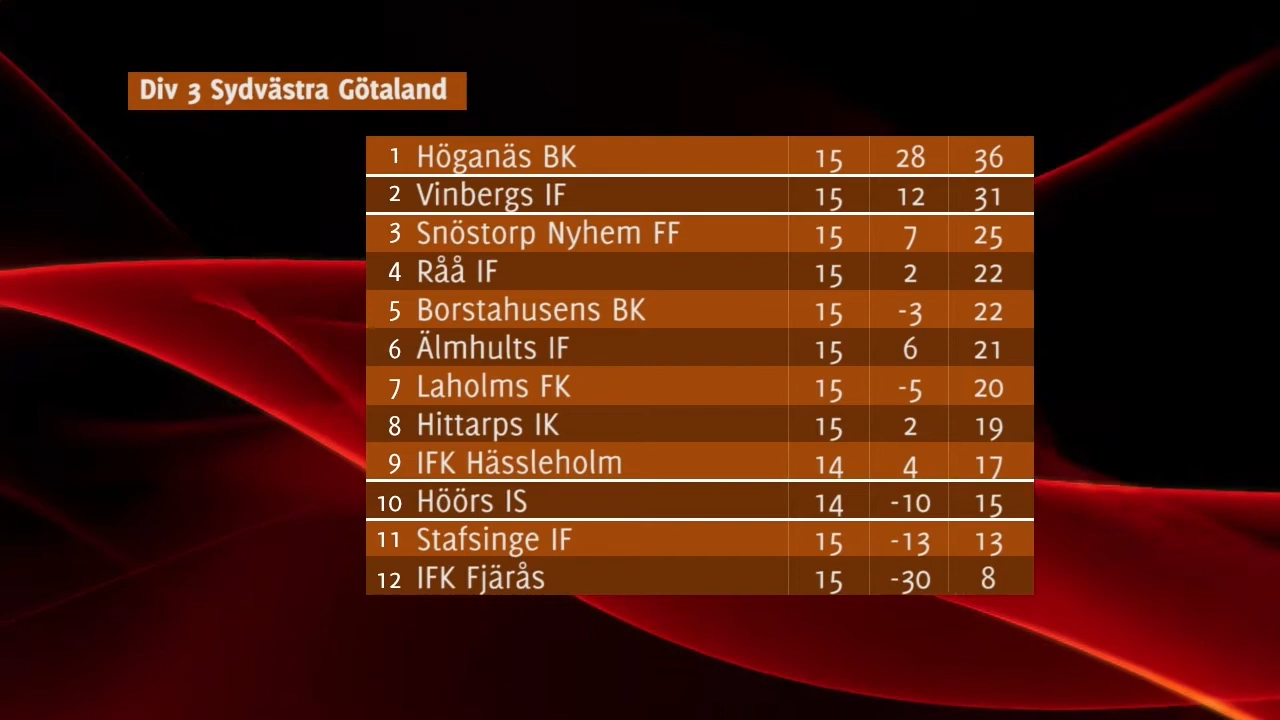 Div 3 Sydvästra Götaland
1 Höganäs BK 15 28 36
2 Vinbergs IF 15 12 31
3 Snöstorp Nyhem FF 15 7 25
4 Råå IF 15 2 22
5 Borstahusens BK 15 -3 22
6 Älmhults IF 15 6 21
7 Laholms FK 15 -5 20
8 Hittarps IK 15 2 19
9 IFK Hässleholm 14 4 17
10 Höörs IS 14 -10 15
11 Stafsinge IF 15 -13 13
12 IFK Fjärås 15 -30 8